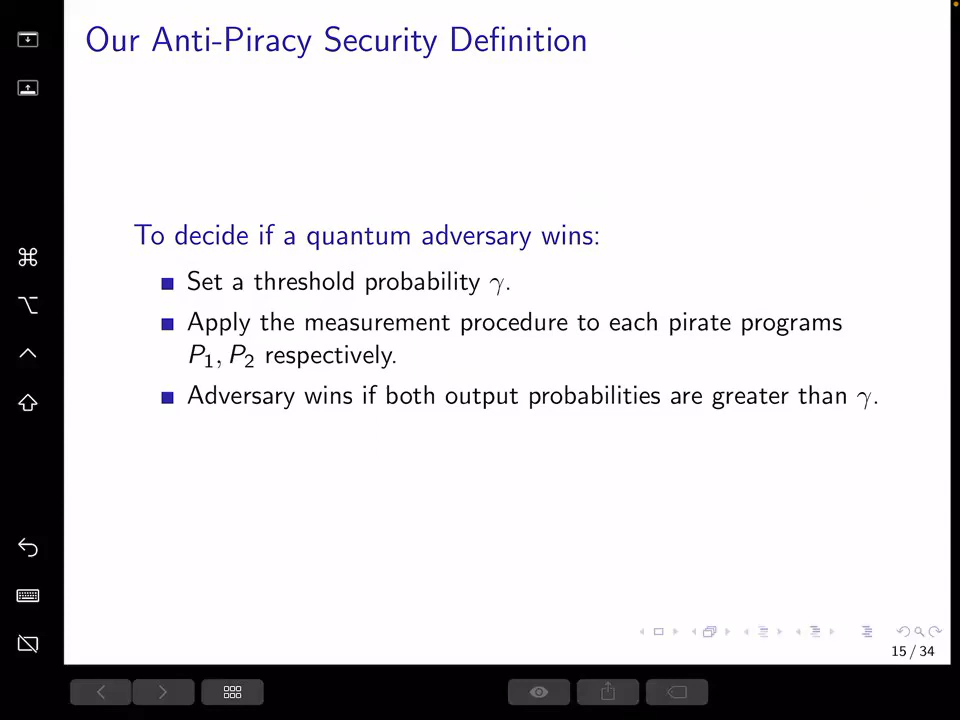 Our Anti-Piracy Security Definition
To decide if a quantum adversary wins:
Set a threshold probability γ.
Apply the measurement procedure to each pirate programs
P₁, P₂ respectively.
Adversary wins if both output probabilities are greater than γ.
15 / 34